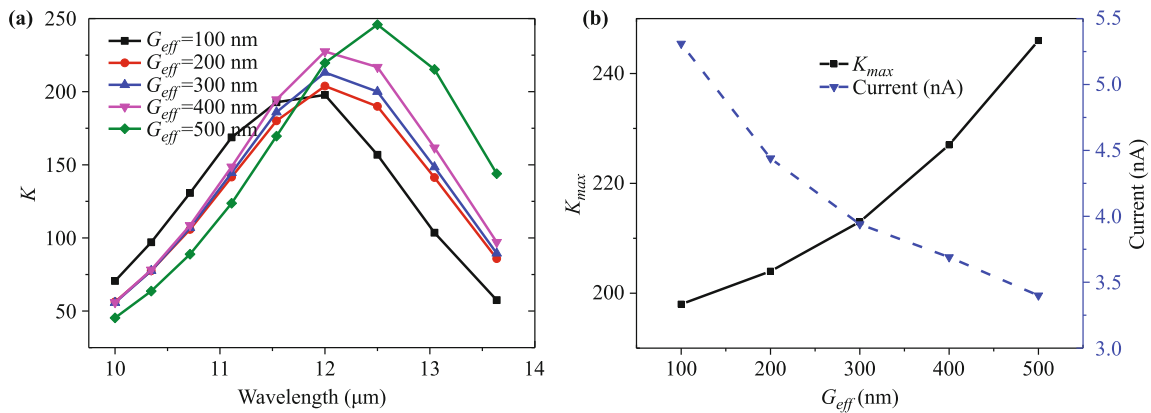 (a)
250
200
150
100
50
K
G_eff=100 nm
G_eff=200 nm
G_eff=300 nm
G_eff=400 nm
G_eff=500 nm
10 11 12 13 14
Wavelength (μm)
(b)
240
220
200
K_max
K_max
Current (nA)
5.5
5.0
4.5
4.0
3.5
3.0
Current (nA)
100 200 300 400 500
G_eff (nm)